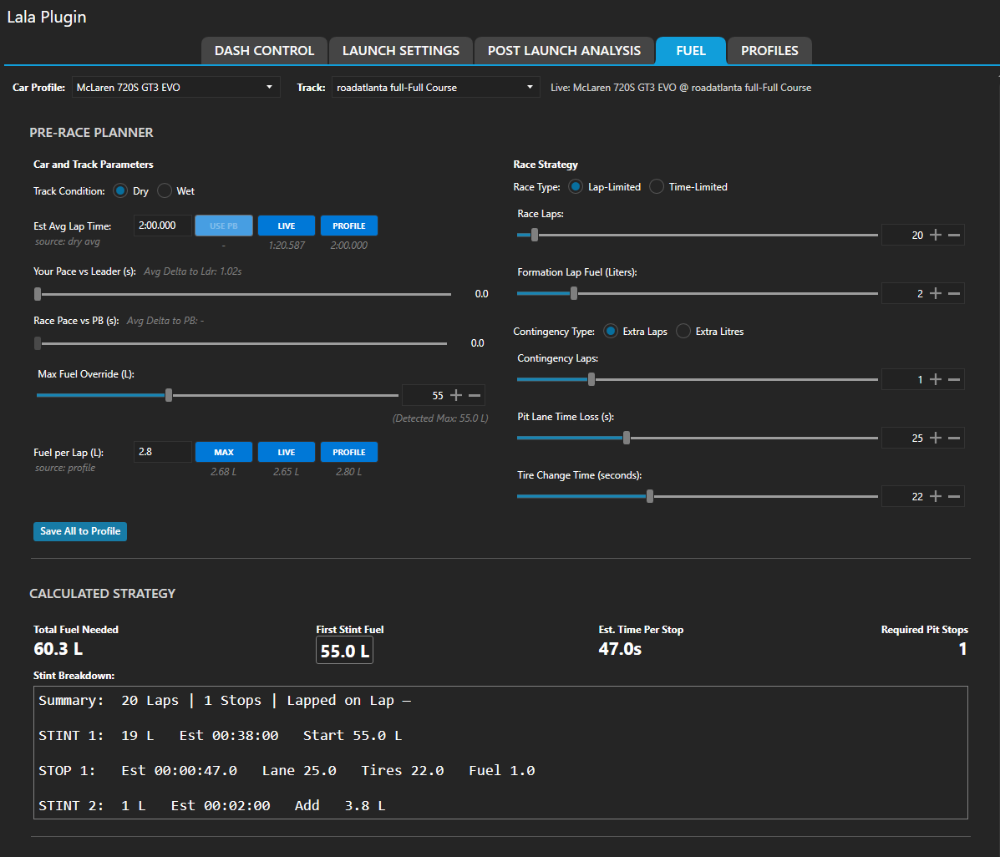 Lala Plugin
DASH CONTROL
LAUNCH SETTINGS
POST LAUNCH ANALYSIS
FUEL
PROFILES
Car Profile: McLaren 720S GT3 EVO
Track: roadatlanta full-Full Course
Live: McLaren 720S GT3 EVO @ roadatlanta full-Full Course
PRE-RACE PLANNER
Car and Track Parameters
Track Condition: Dry Wet
Est Avg Lap Time: 2:00.000 USE PB LIVE PROFILE
source: dry avg - 1:20.587 2:00.000
Your Pace vs Leader (s): Avg Delta to Ldr: 1.02s
0.0
Race Pace vs PB (s): Avg Delta to PB: -
0.0
Max Fuel Override (L):
55
(Detected Max: 55.0 L)
Fuel per Lap (L): 2.8 MAX LIVE PROFILE
source: profile 2.68 L 2.65 L 2.80 L
Save All to Profile
Race Strategy
Race Type: Lap-Limited Time-Limited
Race Laps:
20
Formation Lap Fuel (Liters):
2
Contingency Type: Extra Laps Extra Litres
Contingency Laps:
1
Pit Lane Time Loss (s):
25
Tire Change Time (seconds):
22
CALCULATED STRATEGY
Total Fuel Needed
60.3 L
First Stint Fuel
55.0 L
Est. Time Per Stop
47.0s
Required Pit Stops
1
Stint Breakdown:
Summary: 20 Laps | 1 Stops | Lapped on Lap –
STINT 1: 19 L Est 00:38:00 Start 55.0 L
STOP 1: Est 00:00:47.0 Lane 25.0 Tires 22.0 Fuel 1.0
STINT 2: 1 L Est 00:02:00 Add 3.8 L